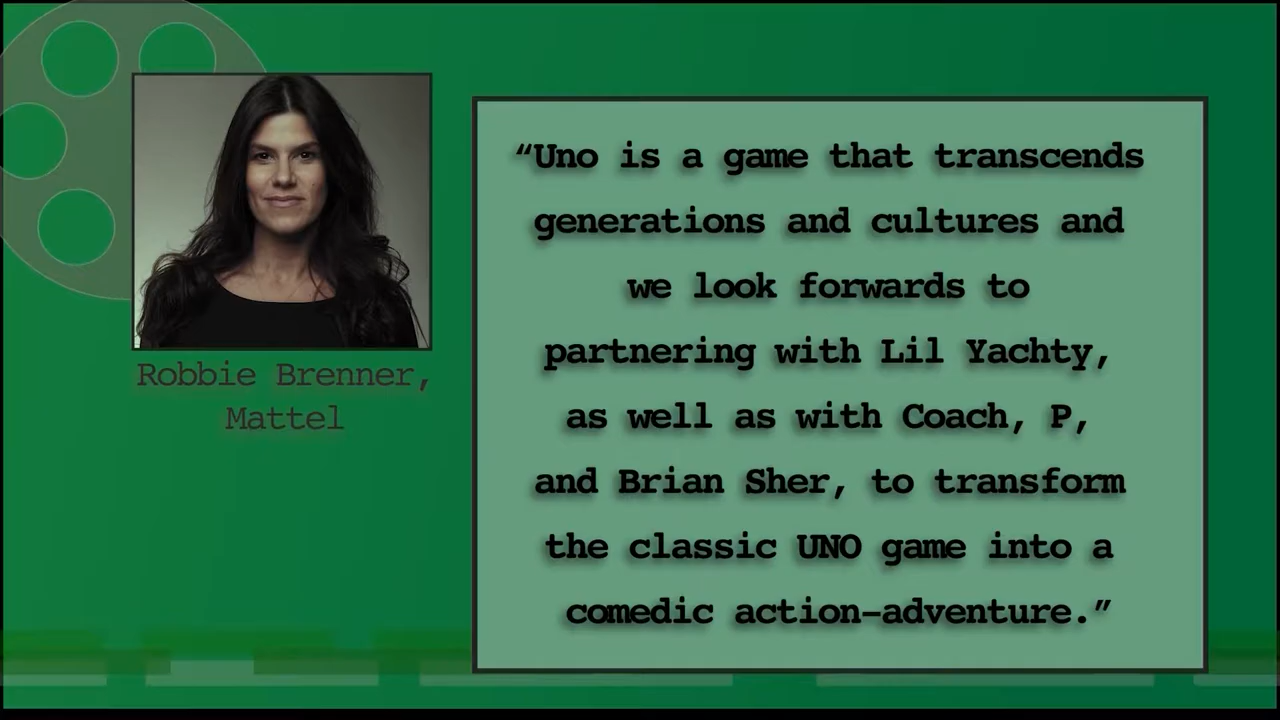 “Uno is a game that transcends
generations and cultures and
we look forwards to
partnering with Lil Yachty,
as well as with Coach, P,
and Brian Sher, to transform
the classic UNO game into a
comedic action-adventure.”
Robbie Brenner,
Mattel